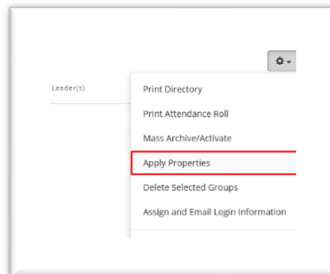 Leader(s)
Print Directory
Print Attendance Roll
Mass Archive/Activate
Apply Properties
Delete Selected Groups
Assign and Email Login Information